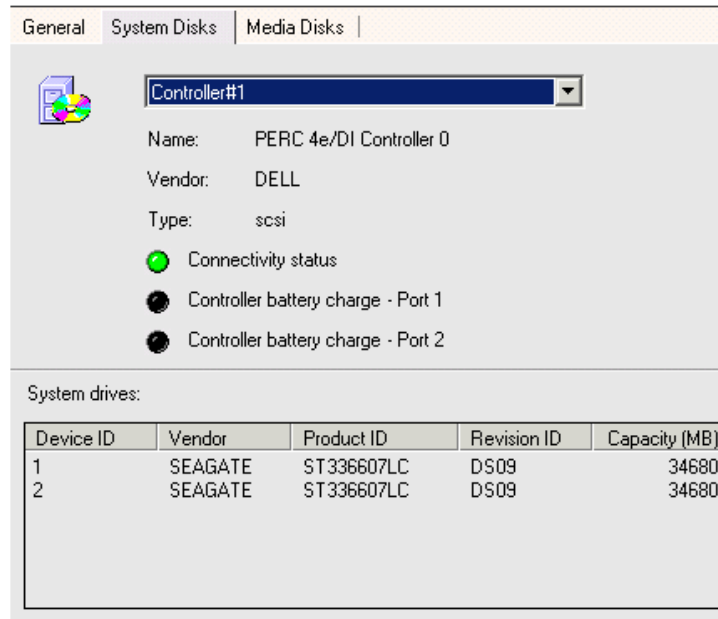 General System Disks Media Disks
Controller#1
Name: PERC 4e/DI Controller 0
Vendor: DELL
Type: scsi
Connectivity status
Controller battery charge - Port 1
Controller battery charge - Port 2
System drives:
Device ID Vendor Product ID Revision ID Capacity (MB)
1 SEAGATE ST336607LC DS09 34680
2 SEAGATE ST336607LC DS09 34680